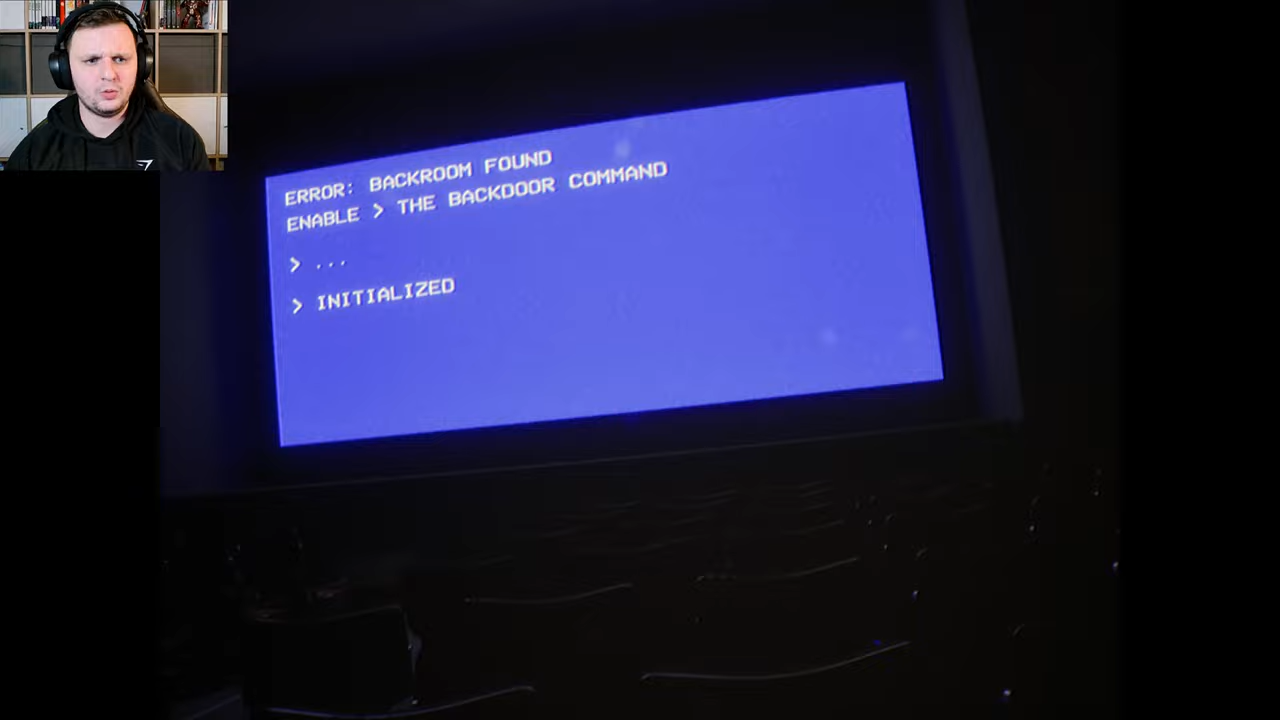 ERROR: BACKROOM FOUND
ENABLE > THE BACKDOOR COMMAND
> ...
> INITIALIZED